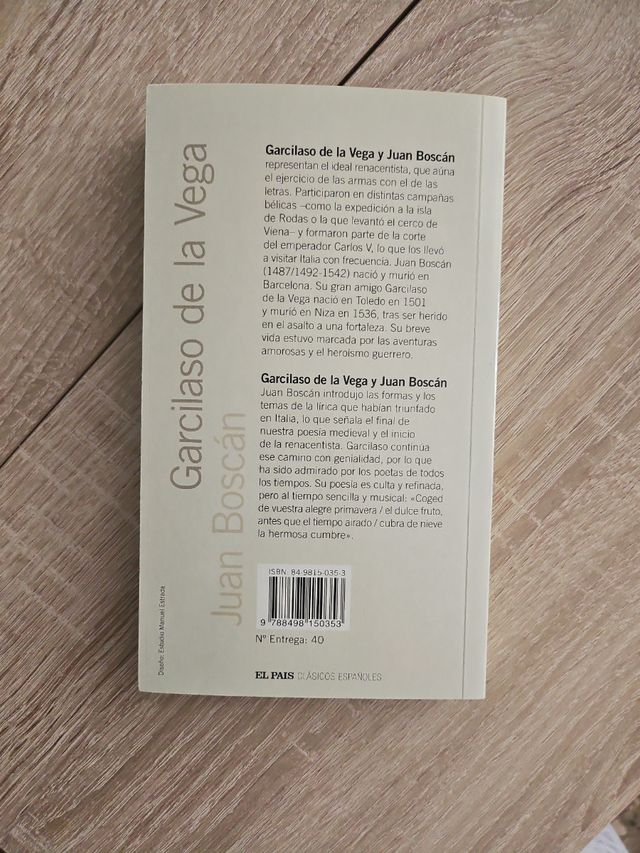 Garcilaso de la Vega
Juan Boscán
Garcilaso de la Vega y Juan Boscán
representan el ideal renacentista, que aúna
el ejercicio de las armas con el de las
letras. Participaron en distintas campañas
bélicas –como la expedición a la isla
de Rodas o la que levantó el cerco de
Viena– y formaron parte de la corte
del emperador Carlos V, lo que los llevó
a visitar Italia con frecuencia. Juan Boscán
(1487/1492-1542) nació y murió en
Barcelona. Su gran amigo Garcilaso
de la Vega nació en Toledo en 1501
y murió en Niza en 1536, tras ser herido
en el asalto a una fortaleza. Su breve
vida estuvo marcada por las aventuras
amorosas y el heroísmo guerrero.
Garcilaso de la Vega y Juan Boscán
Juan Boscán introdujo las formas y los
temas de la lírica que habían triunfado
en Italia, lo que señala el final de
nuestra poesía medieval y el inicio
de la renacentista. Garcilaso continúa
ese camino con genialidad, por lo que
ha sido admirado por los poetas de todos
los tiempos. Su poesía es culta y refinada,
pero al tiempo sencilla y musical: «Coged
de vuestra alegre primavera / el dulce fruto,
antes que el tiempo airado / cubra de nieve
la hermosa cumbre».
ISBN: 84-9815-035-3
9 788498 150353
Nº Entrega: 40
EL PAIS CLÁSICOS ESPAÑOLES
Diseño: Estudio Manuel Estrada